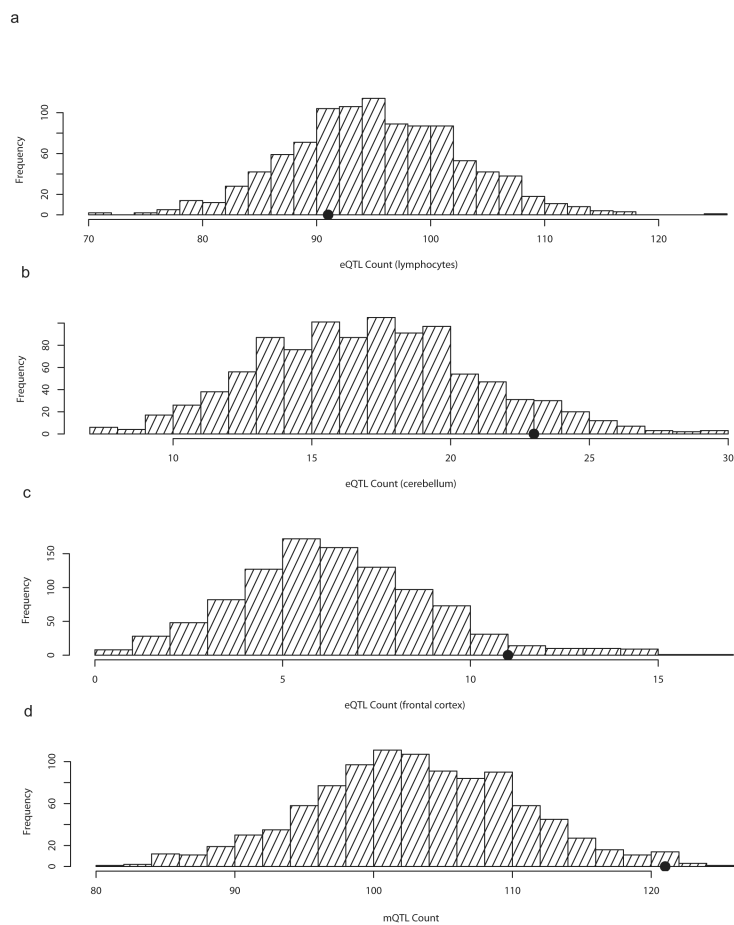 a
Frequency
0 20 60 100
70 80 90 100 110 120
eQTL Count (lymphocytes)
b
Frequency
0 20 40 60 80
10 15 20 25 30
eQTL Count (cerebellum)
c
Frequency
0 50 100 150
0 5 10 15
eQTL Count (frontal cortex)
d
Frequency
0 20 60 100
80 90 100 110 120
mQTL Count